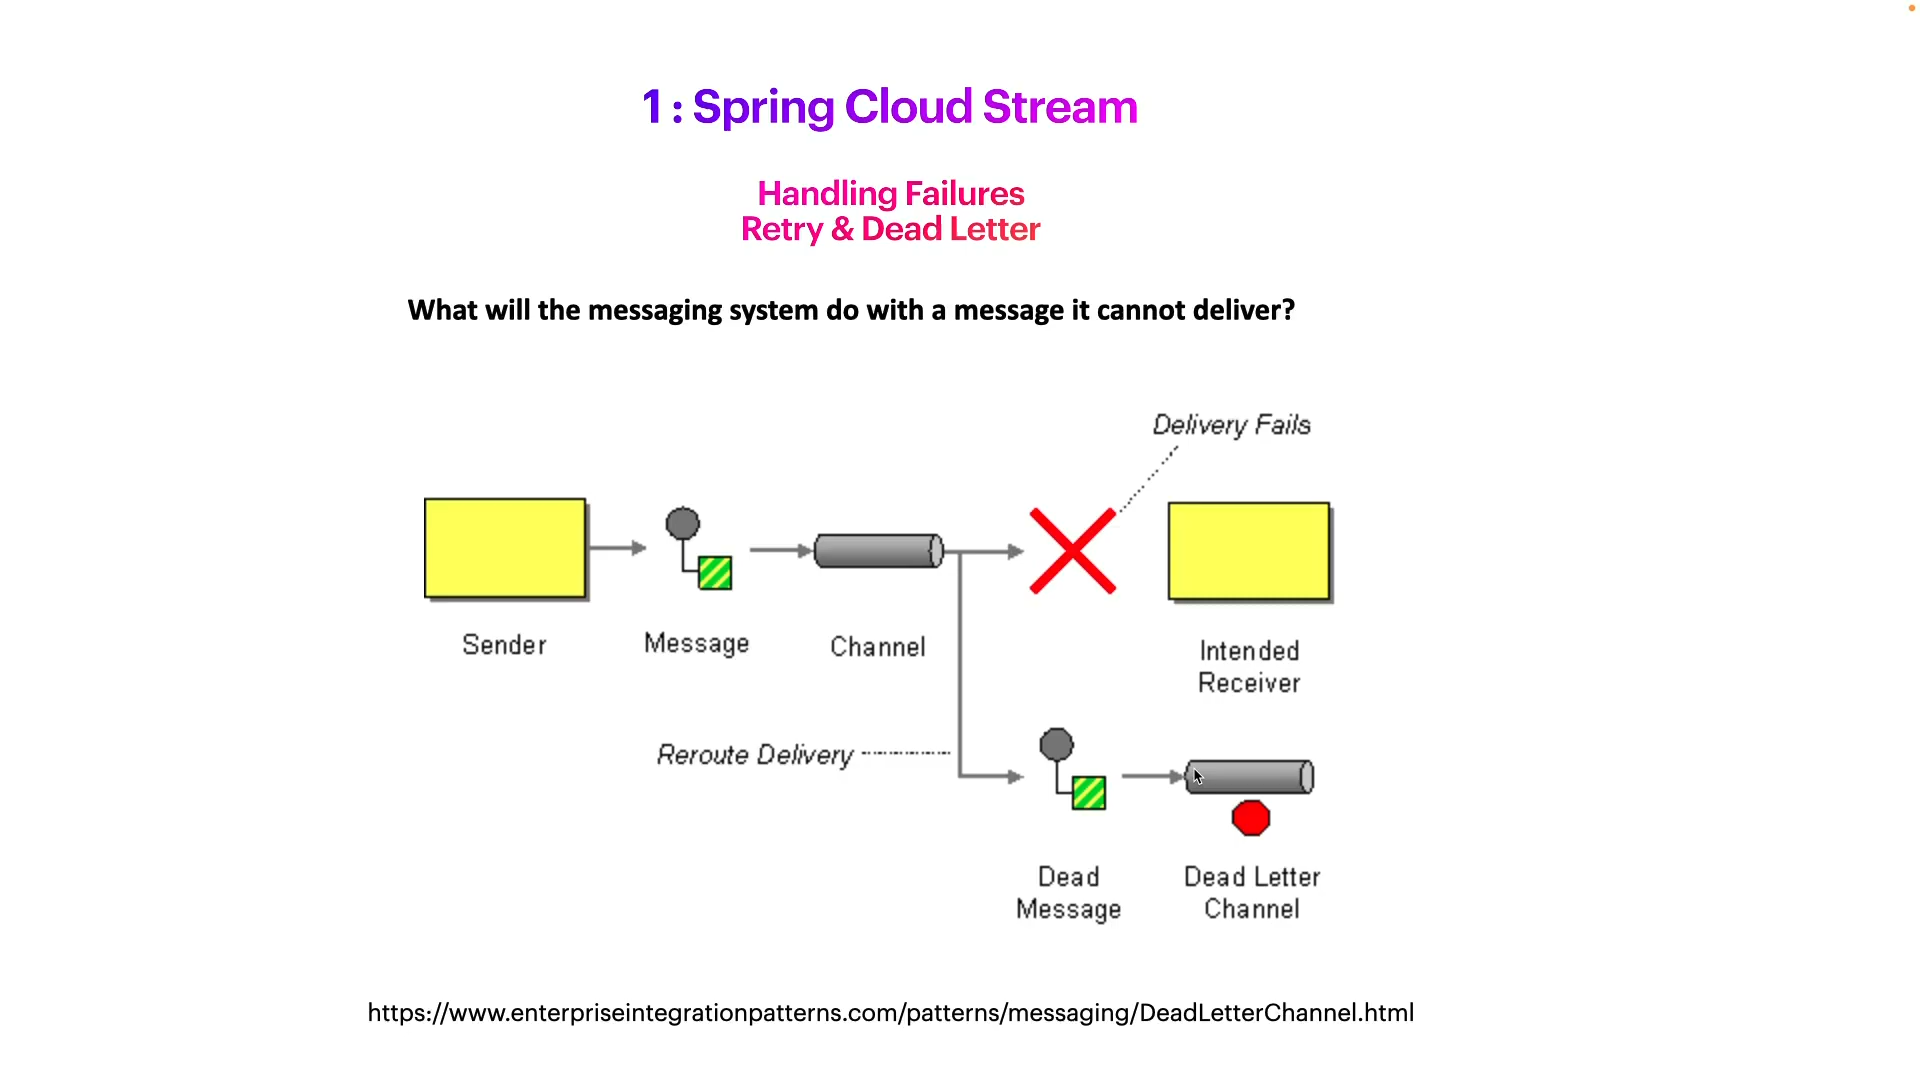 1 : Spring Cloud Stream
Handling Failures
Retry & Dead Letter
What will the messaging system do with a message it cannot deliver?
Delivery Fails
Sender
Message
Channel
Intended
Receiver
Reroute Delivery
Dead
Message
Dead Letter
Channel
https://www.enterpriseintegrationpatterns.com/patterns/messaging/DeadLetterChannel.html